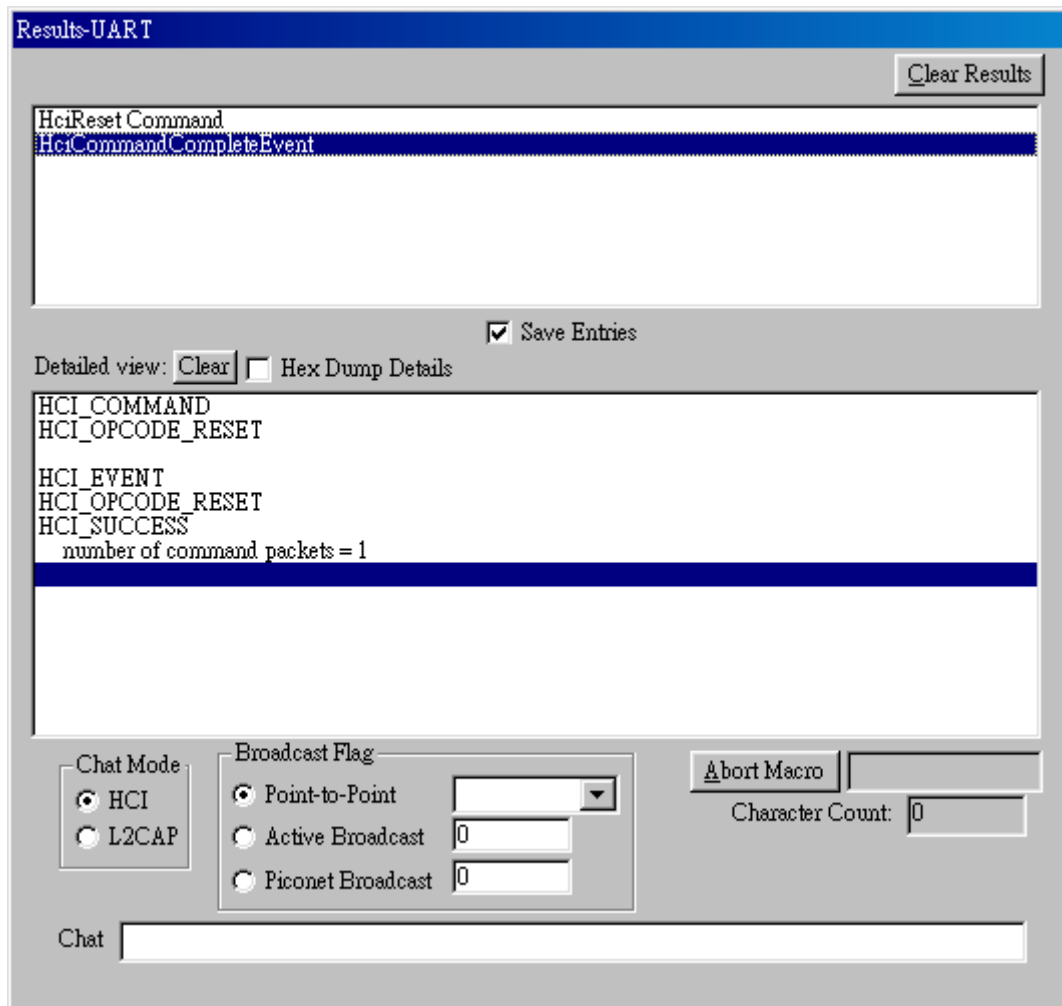 Results-UART
Clear Results
HciReset Command
HciCommandCompleteEvent
Save Entries
Detailed view: Clear Hex Dump Details
HCI_COMMAND
HCI_OPCODE_RESET
HCI_EVENT
HCI_OPCODE_RESET
HCI_SUCCESS
number of command packets = 1
Chat Mode
HCI
L2CAP
Broadcast Flag
Point-to-Point
Active Broadcast 0
Piconet Broadcast 0
Abort Macro
Character Count: 0
Chat